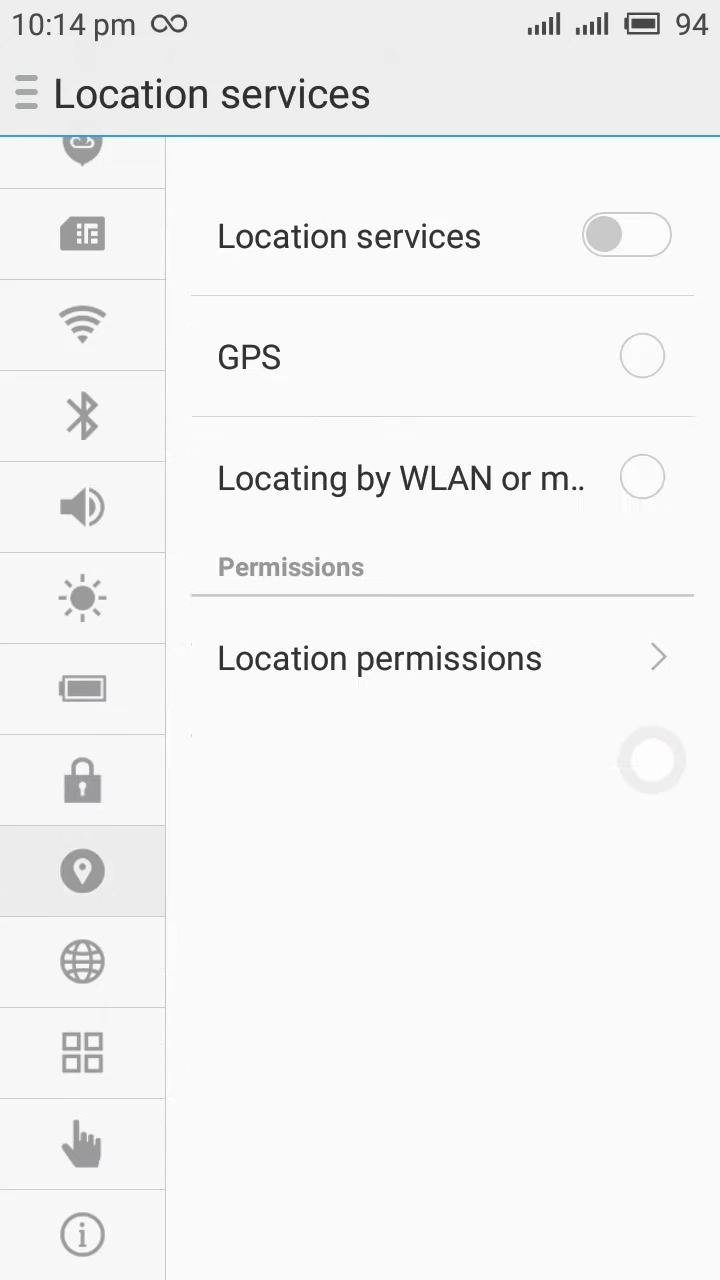 10:14 pm 94
Location services
Location services
GPS
Locating by WLAN or m..
Permissions
Location permissions